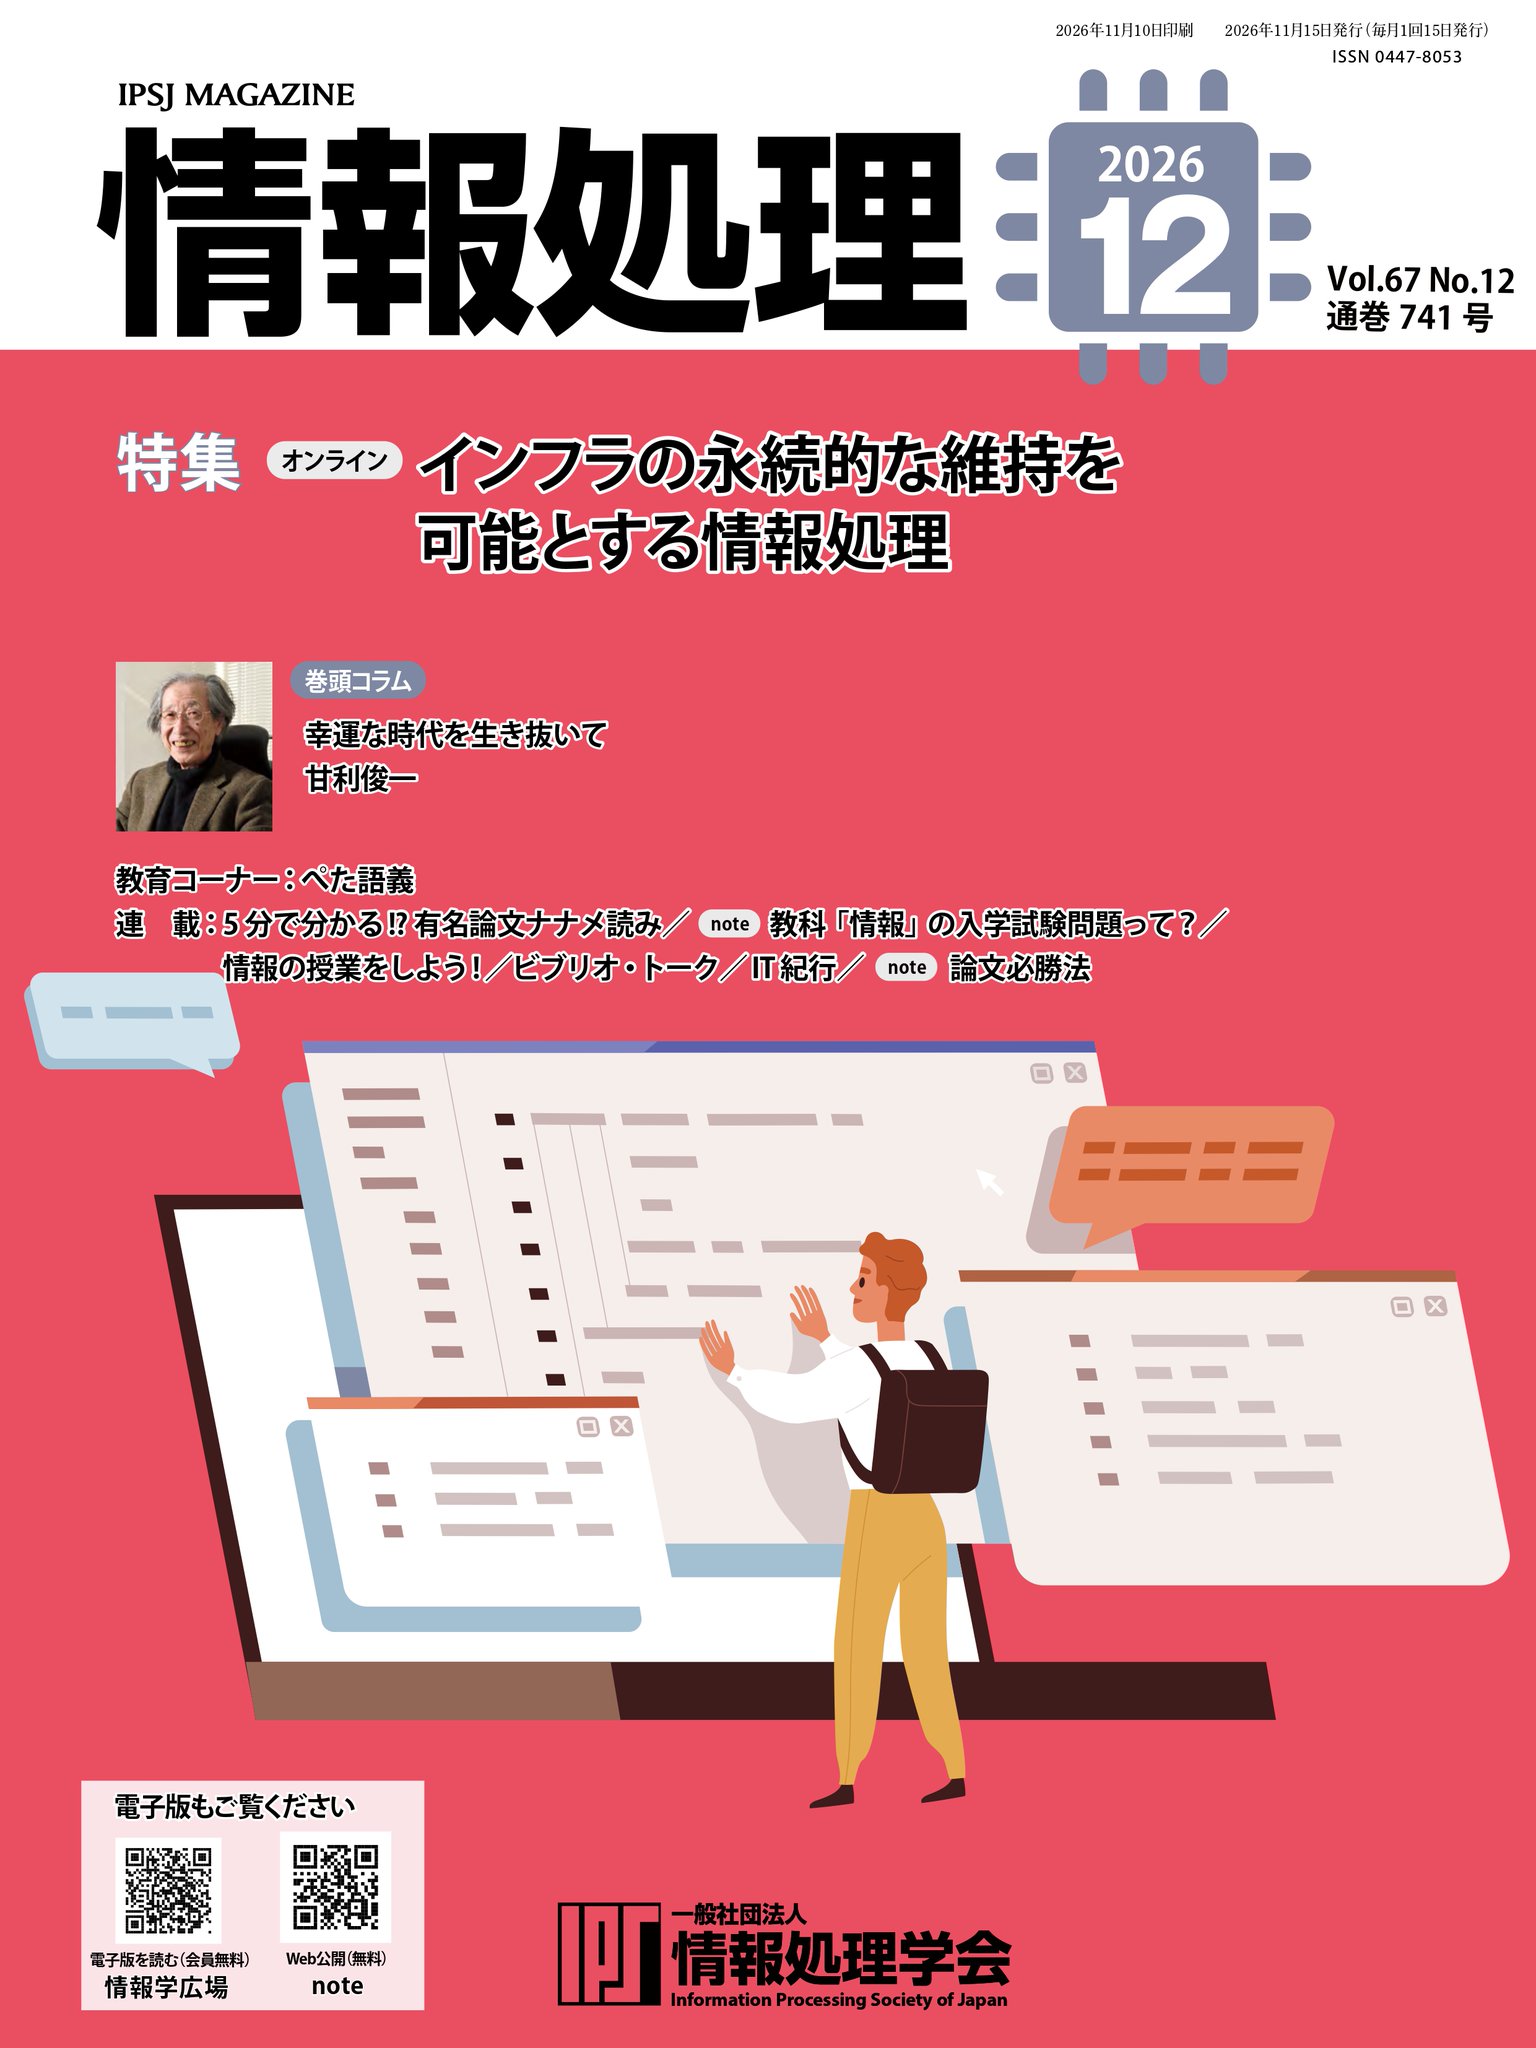 2026年11月10日印刷 2026年11月15日発行(毎月1回15日発行)
ISSN 0447-8053
IPSJ MAGAZINE
情報処理
2026
12
Vol.67 No.12
通巻 741 号
特集 オンライン インフラの永続的な維持を
可能とする情報処理
巻頭コラム
幸運な時代を生き抜いて
甘利俊一
教育コーナー:ぺた語義
連 載:5分で分かる!? 有名論文ナナメ読み/ note 教科「情報」の入学試験問題って?/
情報の授業をしよう!/ビブリオ・トーク/IT 紀行/ note 論文必勝法
電子版もご覧ください
電子版を読む(会員無料)
情報学広場
Web公開(無料)
note
IPSJ
一般社団法人
情報処理学会
Information Processing Society of Japan